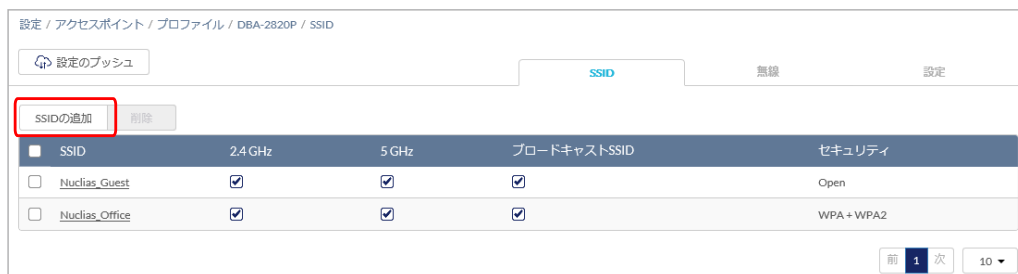 設定 / アクセスポイント / プロファイル / DBA-2820P / SSID
設定のプッシュ
SSID 無線 設定
SSIDの追加 削除
SSID 2.4 GHz 5 GHz ブロードキャストSSID セキュリティ
Nuclias_Guest Open
Nuclias_Office WPA + WPA2
前 1 次 10